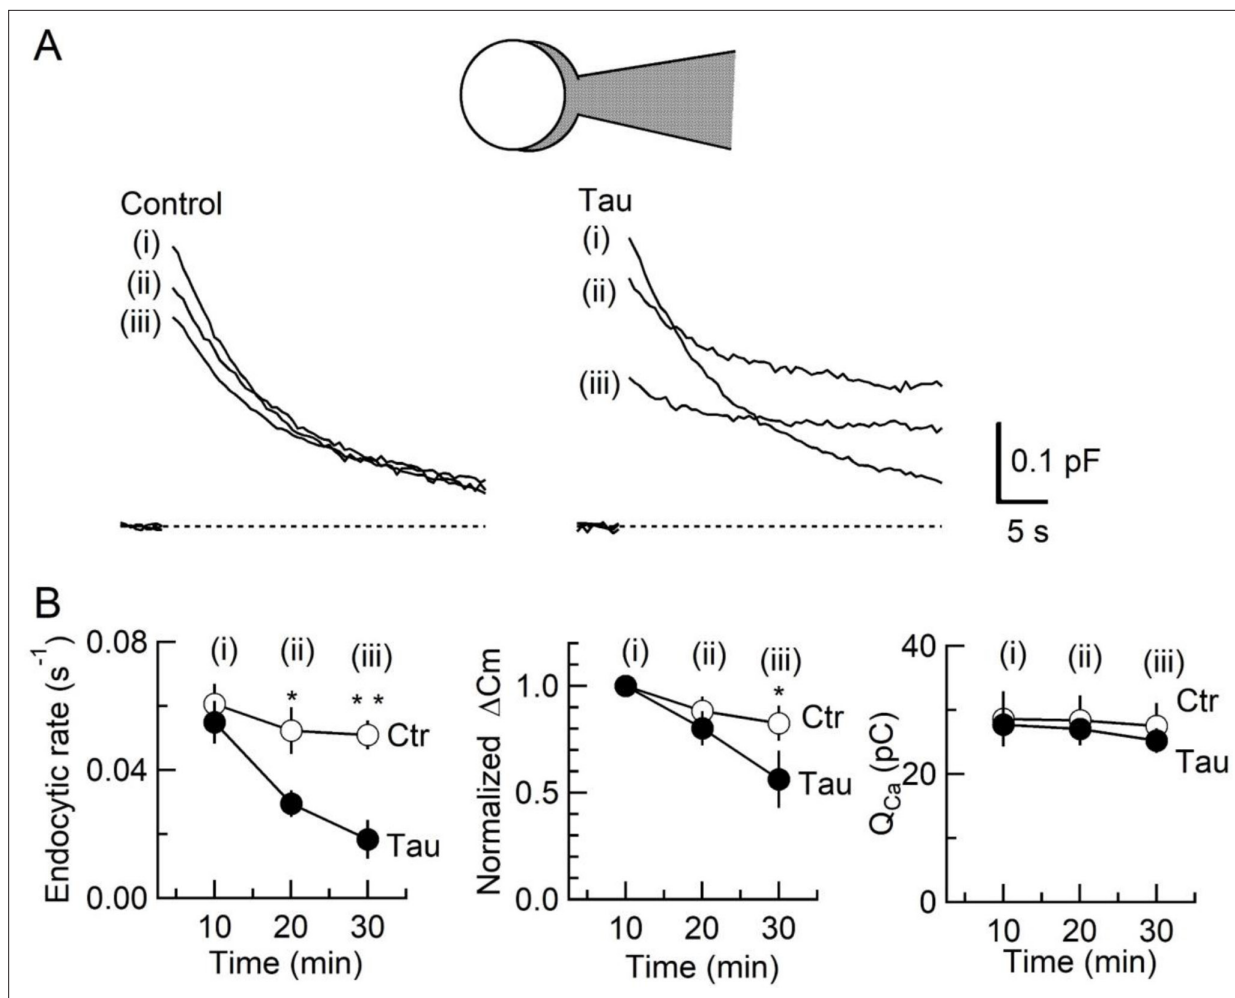 A
Control
(i)
(ii)
(iii)
Tau
(i)
(ii)
(iii)
0.1 pF
5 s
B
Endocytic rate (s⁻¹)
0.08
0.04
0.00
(i) (ii) (iii)
* * *
Ctr
Tau
10 20 30
Time (min)
Normalized ΔCm
1.0
0.5
0.0
(i) (ii) (iii)
*
Ctr
Tau
10 20 30
Time (min)
Q_Ca (pC)
40
20
0
(i) (ii) (iii)
Ctr
Tau
10 20 30
Time (min)